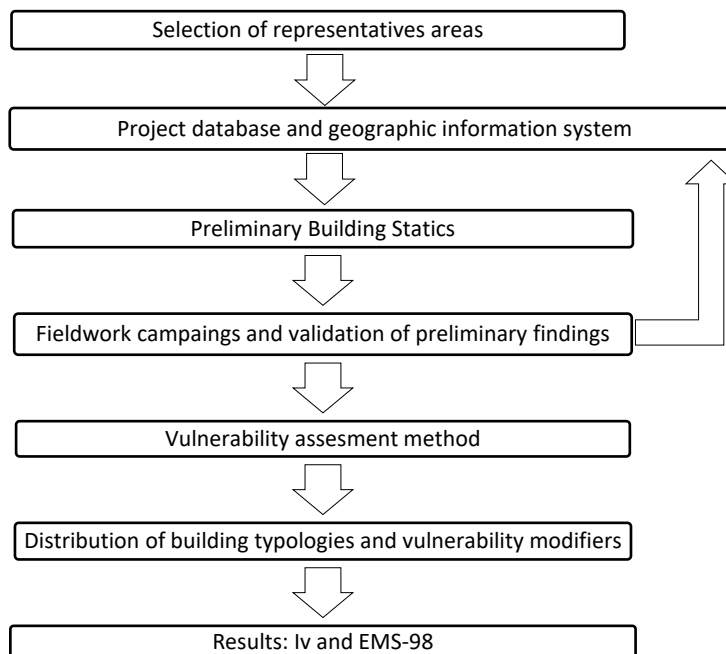 Selection of representatives areas
Project database and geographic information system
Preliminary Building Statics
Fieldwork campaings and validation of preliminary findings
Vulnerability assesment method
Distribution of building typologies and vulnerability modifiers
Results: Iv and EMS-98